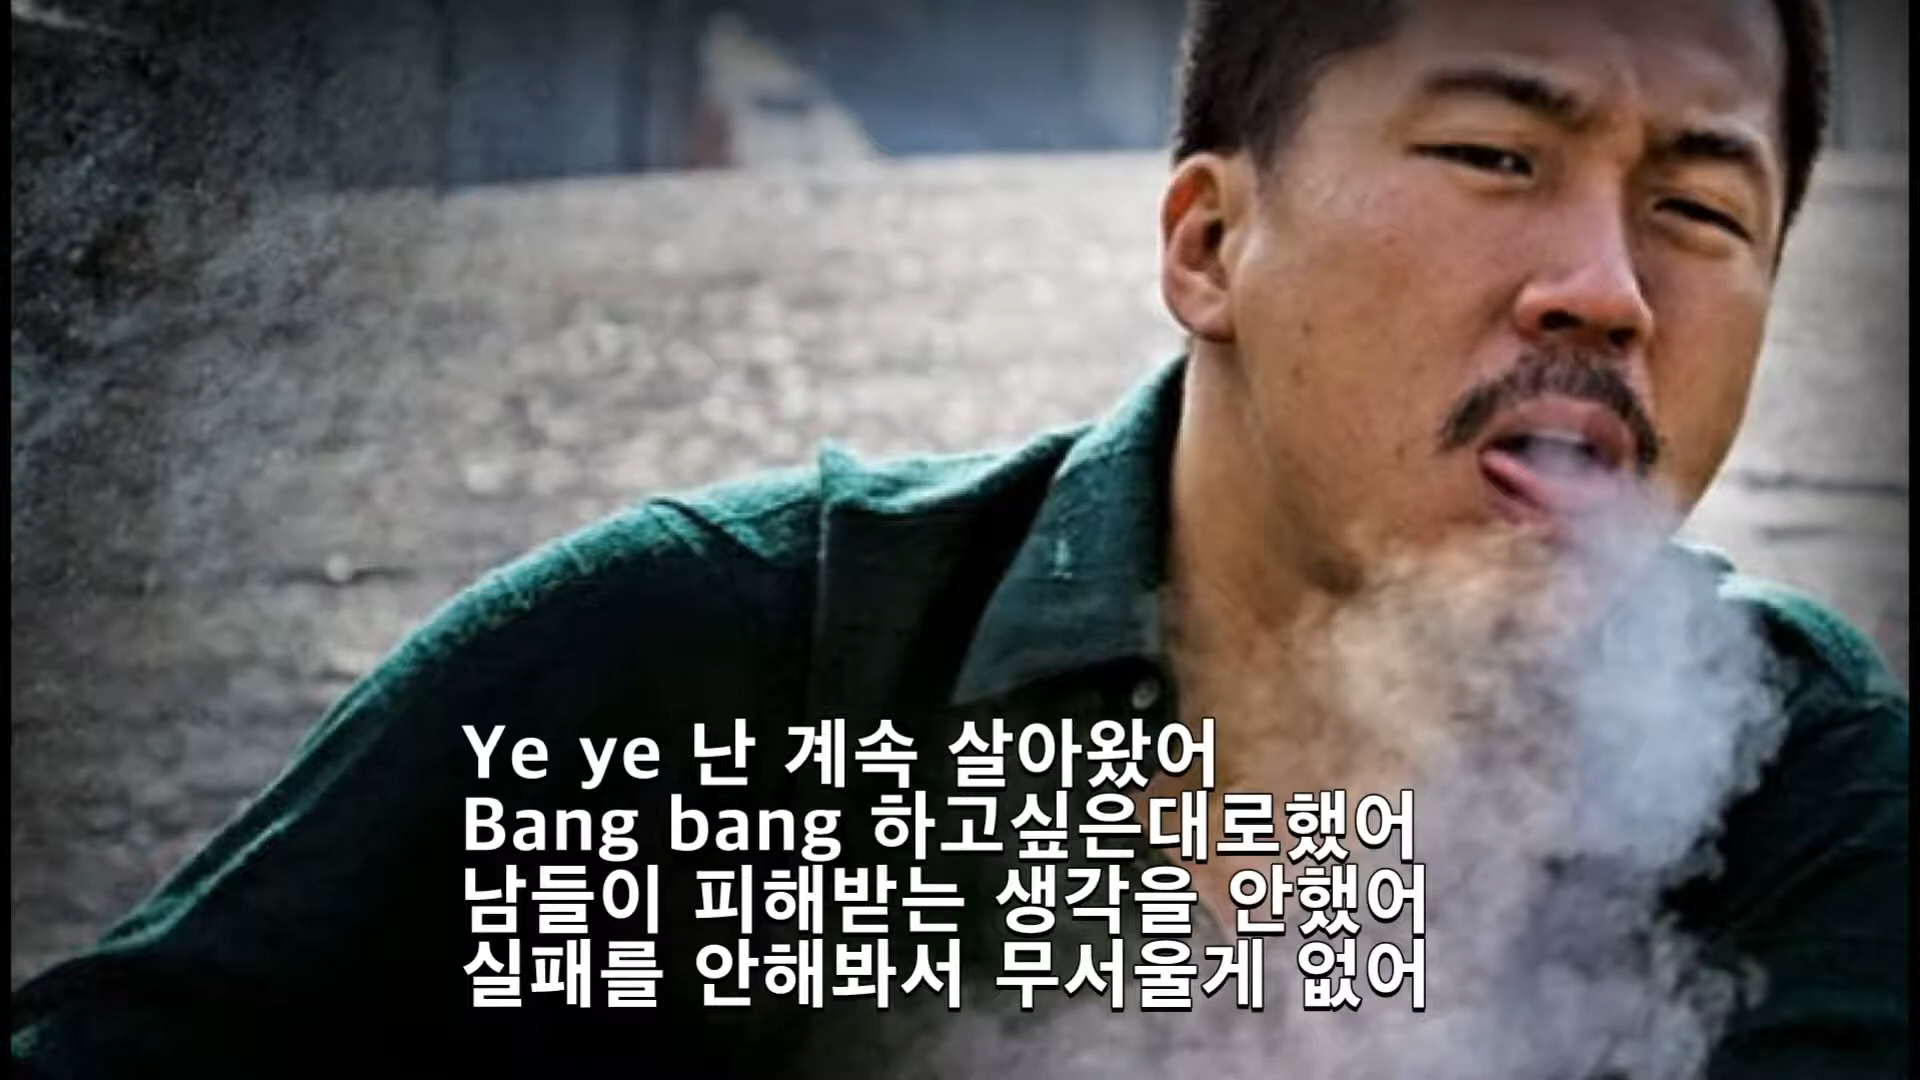 Ye ye 난 계속 살아왔어
Bang bang 하고싶은대로했어
남들이 피해받는 생각을 안했어
실패를 안해봐서 무서울게 없어